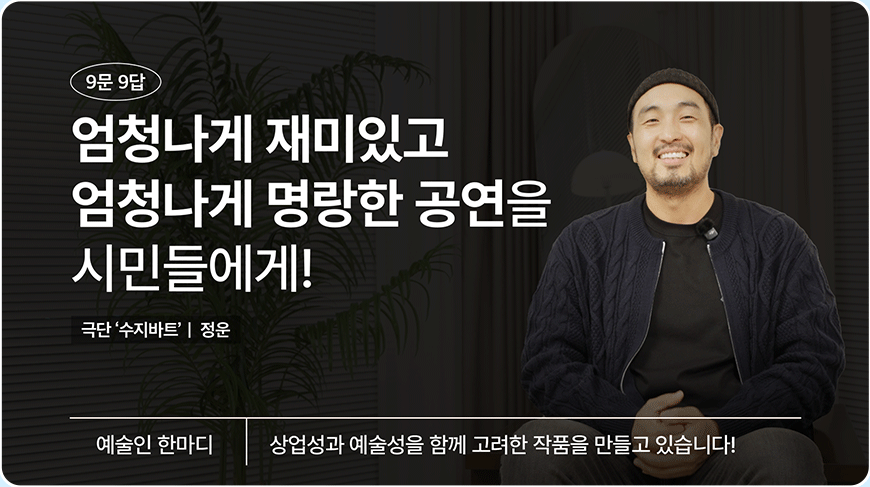 9문 9답
엄청나게 재미있고
엄청나게 명랑한 공연을
시민들에게!
극단 ‘수지바트’ | 정운
예술인 한마디
상업성과 예술성을 함께 고려한 작품을 만들고 있습니다!